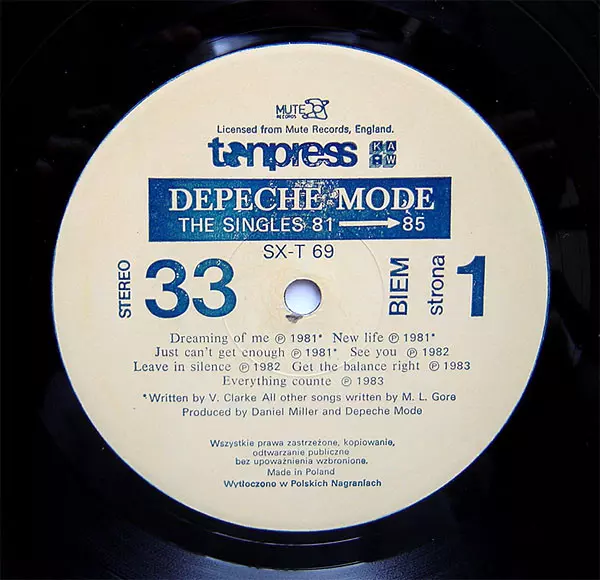 MUTE
RECORDS
Licensed from Mute Records, England.
tonpress KAW
DEPECHE MODE
THE SINGLES 81 → 85
SX-T 69
STEREO 33 BIEM strona 1
Dreaming of me ℗ 1981* New life ℗ 1981*
Just can't get enough ℗ 1981* See you ℗ 1982
Leave in silence ℗ 1982 Get the balance right ℗ 1983
Everything counte ℗ 1983
*Written by V. Clarke All other songs written by M. L. Gore
Produced by Daniel Miller and Depeche Mode
Wszystkie prawa zastrzeżone, kopiowanie,
odtwarzanie publiczne
bez upoważnienia wzbronione.
Made in Poland
Wytłoczono w Polskich Nagraniach